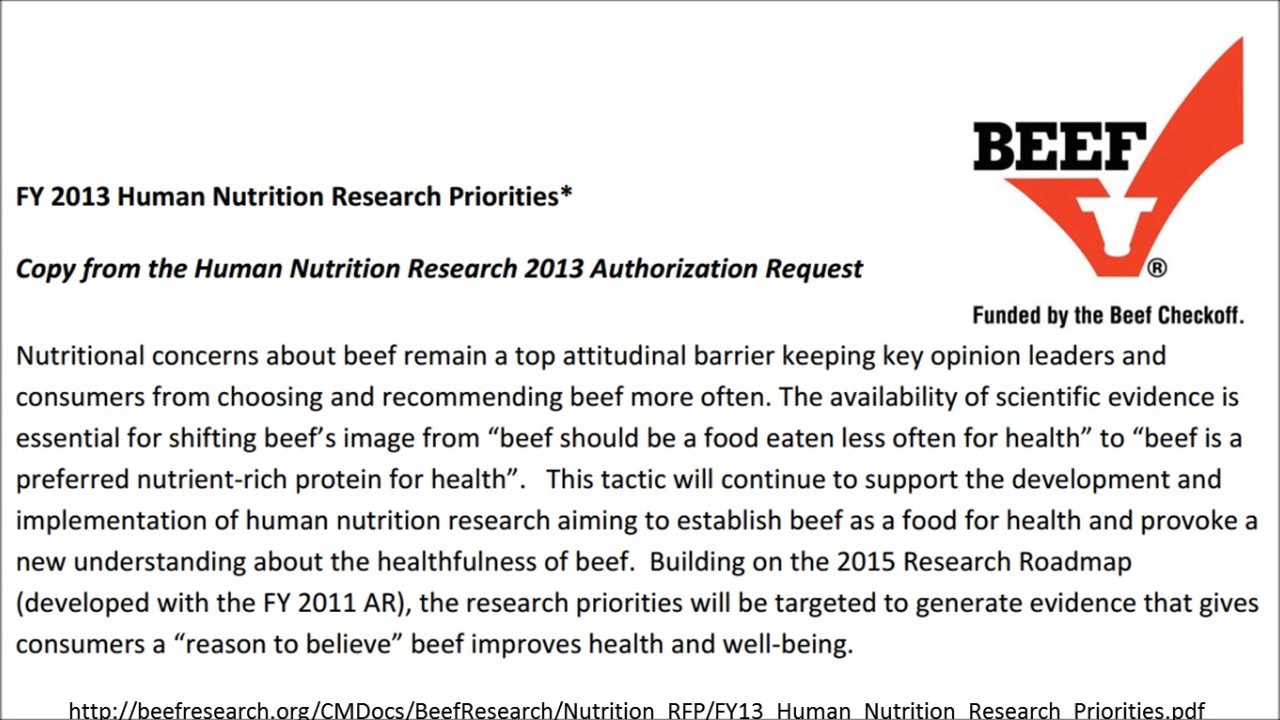 BEEF
®
FY 2013 Human Nutrition Research Priorities*
Copy from the Human Nutrition Research 2013 Authorization Request
Funded by the Beef Checkoff.
Nutritional concerns about beef remain a top attitudinal barrier keeping key opinion leaders and
consumers from choosing and recommending beef more often. The availability of scientific evidence is
essential for shifting beef’s image from “beef should be a food eaten less often for health” to “beef is a
preferred nutrient-rich protein for health”.   This tactic will continue to support the development and
implementation of human nutrition research aiming to establish beef as a food for health and provoke a
new understanding about the healthfulness of beef.  Building on the 2015 Research Roadmap
(developed with the FY 2011 AR), the research priorities will be targeted to generate evidence that gives
consumers a “reason to believe” beef improves health and well-being.
http://beefresearch.org/CMDocs/BeefResearch/Nutrition_RFP/FY13_Human_Nutrition_Research_Priorities.pdf